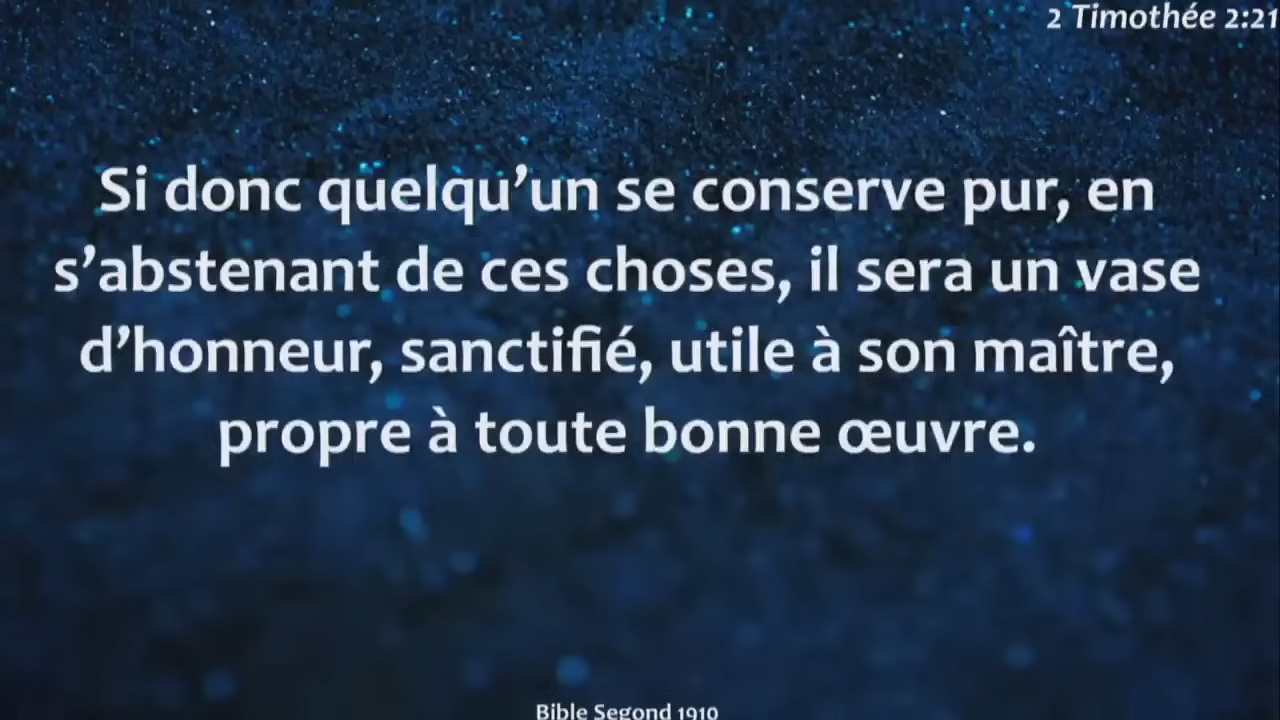 2 Timothée 2:21
Si donc quelqu’un se conserve pur, en
s’abstenant de ces choses, il sera un vase
d’honneur, sanctifié, utile à son maître,
propre à toute bonne œuvre.
Bible Segond 1910